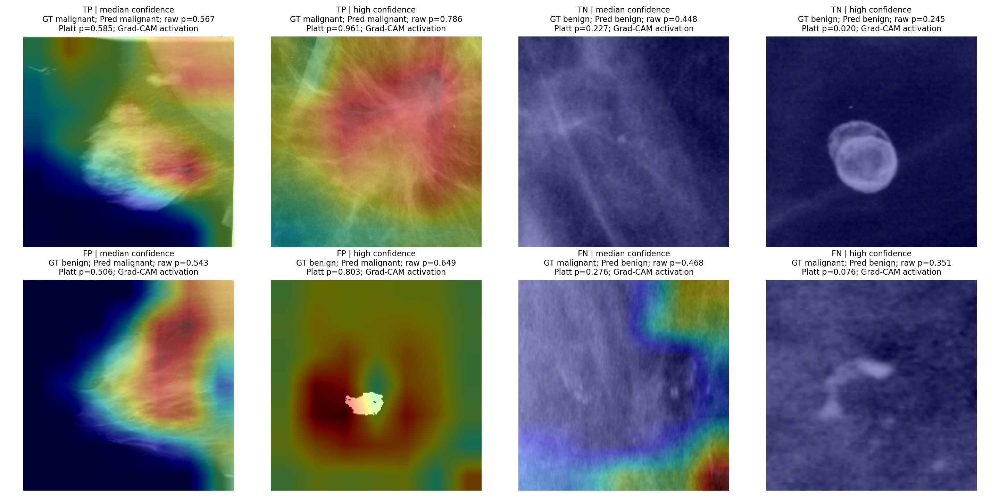 TP | median confidence
GT malignant; Pred malignant; raw p=0.567
Platt p=0.585; Grad-CAM activation
TP | high confidence
GT malignant; Pred malignant; raw p=0.786
Platt p=0.961; Grad-CAM activation
TN | median confidence
GT benign; Pred benign; raw p=0.448
Platt p=0.227; Grad-CAM activation
TN | high confidence
GT benign; Pred benign; raw p=0.245
Platt p=0.020; Grad-CAM activation
FP | median confidence
GT benign; Pred malignant; raw p=0.543
Platt p=0.506; Grad-CAM activation
FP | high confidence
GT benign; Pred malignant; raw p=0.649
Platt p=0.803; Grad-CAM activation
FN | median confidence
GT malignant; Pred benign; raw p=0.468
Platt p=0.276; Grad-CAM activation
FN | high confidence
GT malignant; Pred benign; raw p=0.351
Platt p=0.076; Grad-CAM activation